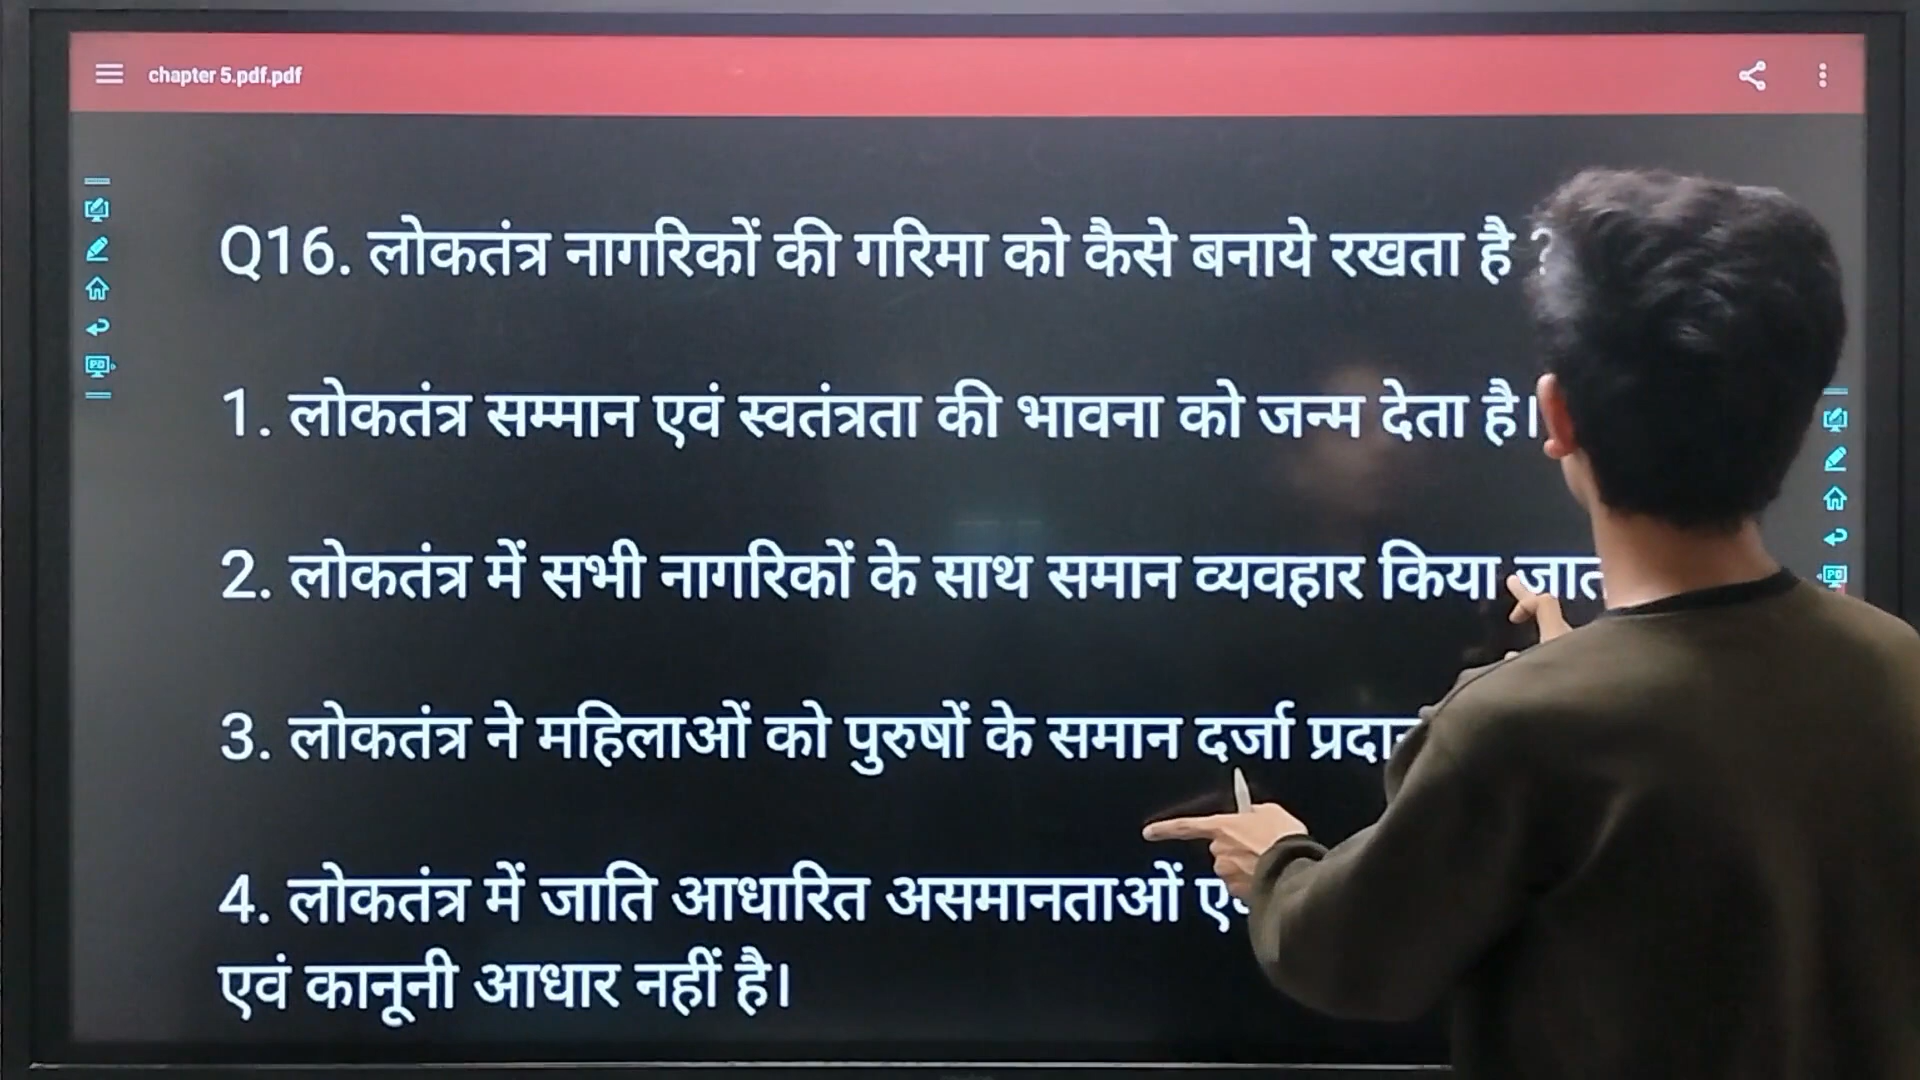 chapter 5.pdf.pdf
Q16. लोकतंत्र नागरिकों की गरिमा को कैसे बनाये रखता है ?
1. लोकतंत्र सम्मान एवं स्वतंत्रता की भावना को जन्म देता है।
2. लोकतंत्र में सभी नागरिकों के साथ समान व्यवहार किया
3. लोकतंत्र ने महिलाओं को पुरुषों के समान दर्जा
4. लोकतंत्र में जाति आधारित असमानताओं
एवं कानूनी आधार नहीं है।